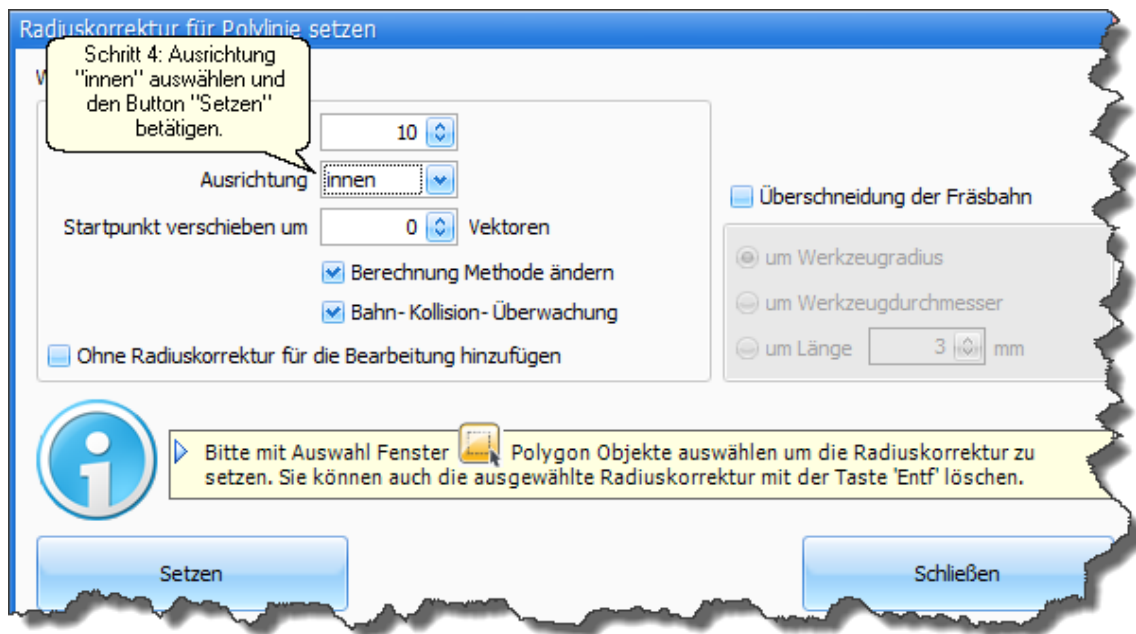 Radiuskorrektur für Polylinie setzen
Schritt 4: Ausrichtung
"innen" auswählen und
den Button "Setzen"
betätigen.
10
Ausrichtung innen
Startpunkt verschieben um 0 Vektoren
Berechnung Methode ändern
Bahn- Kollision- Überwachung
Ohne Radiuskorrektur für die Bearbeitung hinzufügen
Überschneidung der Fräsbahn
um Werkzeugradius
um Werkzeugdurchmesser
um Länge 3 mm
Bitte mit Auswahl Fenster Polygon Objekte auswählen um die Radiuskorrektur zu
setzen. Sie können auch die ausgewählte Radiuskorrektur mit der Taste 'Entf' löschen.
Setzen
Schließen